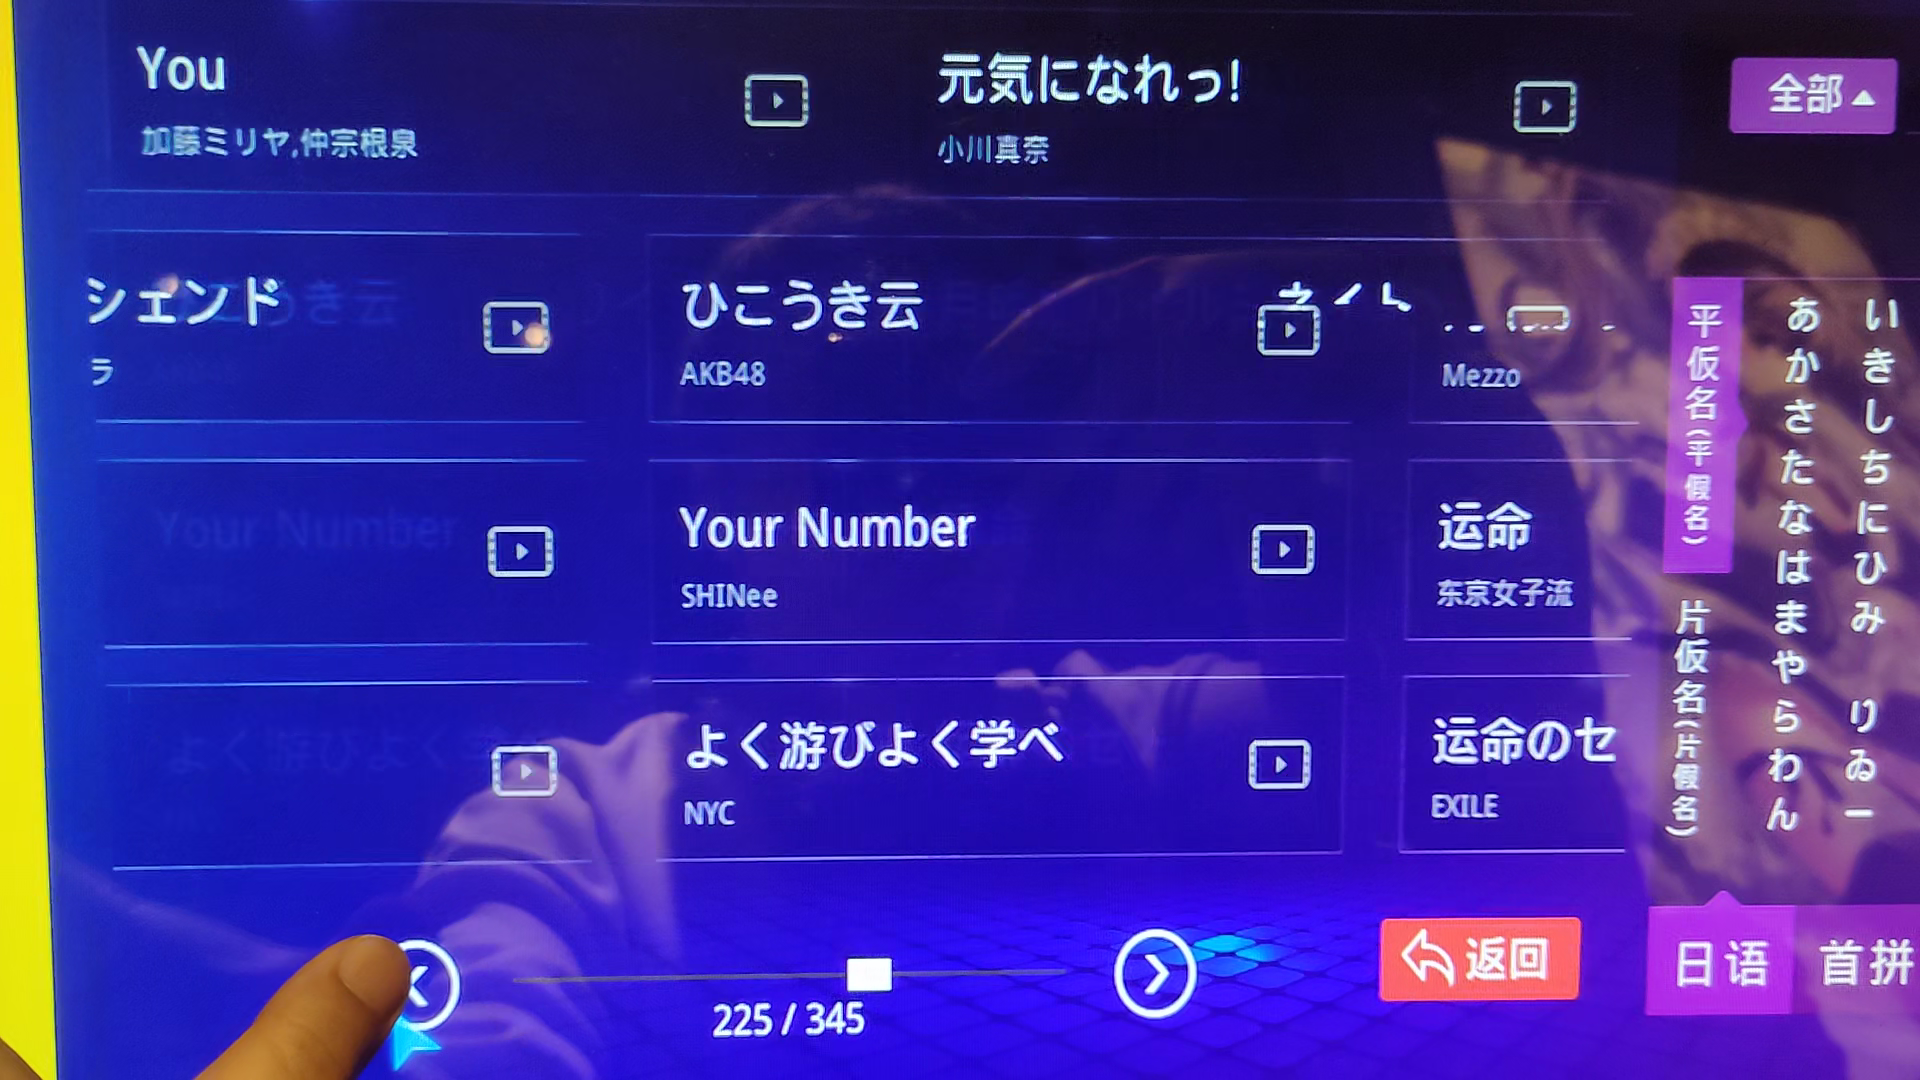 You
加藤ミリヤ,仲宗根泉
元気になれっ!
小川真奈
全部
シェンド
ラ
ひこうき云
AKB48
Mezzo
Your Number
SHINee
运命
东京女子流
よく游びよく学べ
NYC
运命のセ
EXILE
平仮名(平假名)
片仮名(片假名)
あかさたなはまやらわん
いきしちにひみ りゐー
225 / 345
返回
日语
首拼